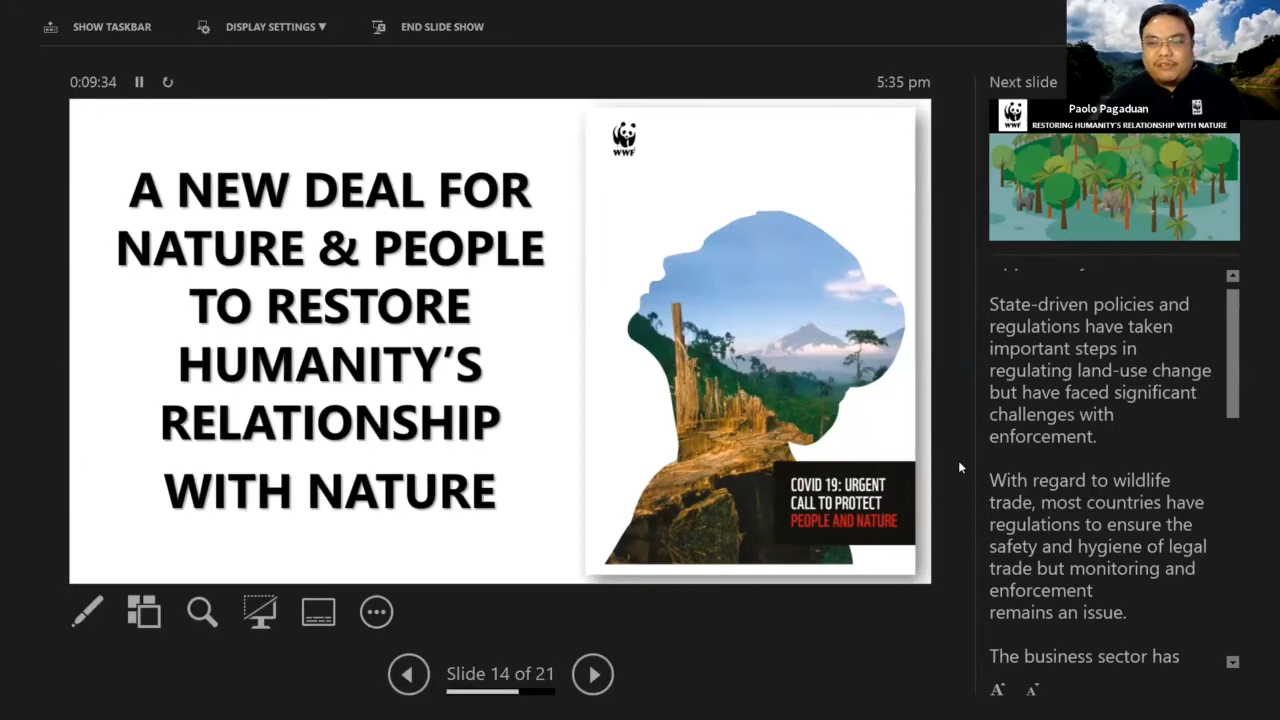 SHOW TASKBAR
DISPLAY SETTINGS ▼
END SLIDE SHOW
0:09:34
5:35 pm
A NEW DEAL FOR
NATURE & PEOPLE
TO RESTORE
HUMANITY'S
RELATIONSHIP
WITH NATURE
WWF
COVID 19: URGENT
CALL TO PROTECT
PEOPLE AND NATURE
Slide 14 of 21
Next slide
Paolo Pagaduan
WWF
RESTORING HUMANITY'S RELATIONSHIP WITH NATURE
State-driven policies and
regulations have taken
important steps in
regulating land-use change
but have faced significant
challenges with
enforcement.
With regard to wildlife
trade, most countries have
regulations to ensure the
safety and hygiene of legal
trade but monitoring and
enforcement
remains an issue.
The business sector has
A A